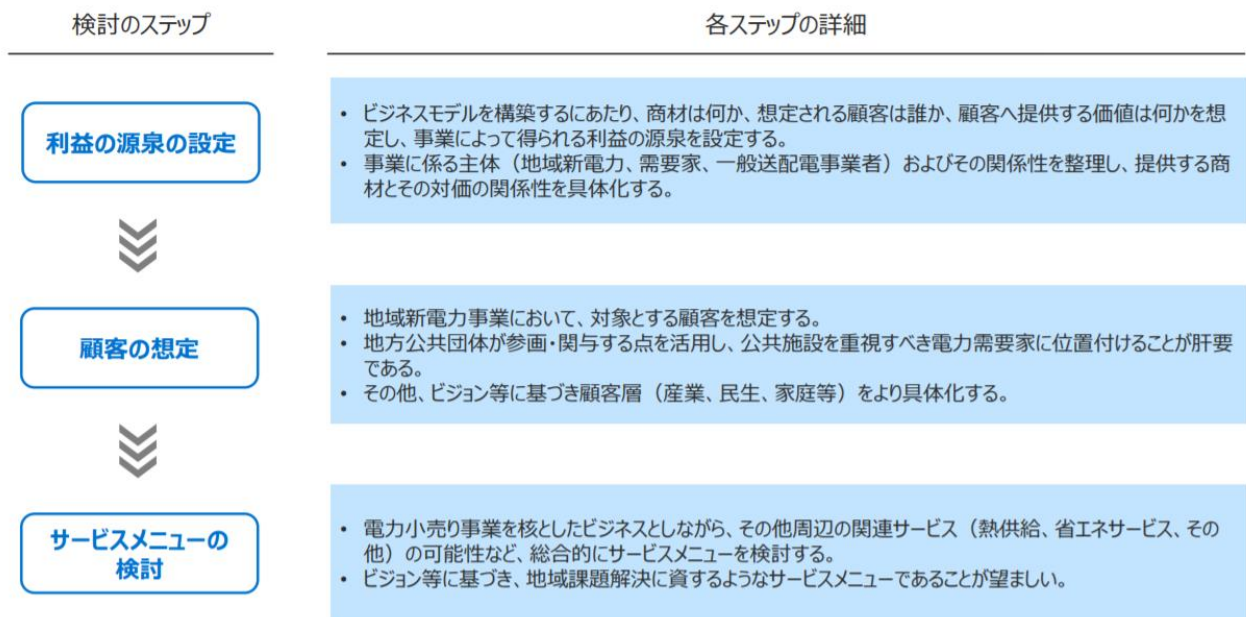 検討のステップ
各ステップの詳細
利益の源泉の設定
• ビジネスモデルを構築するにあたり、商材は何か、想定される顧客は誰か、顧客へ提供する価値は何かを想
定し、事業によって得られる利益の源泉を設定する。
• 事業に係る主体（地域新電力、需要家、一般送配電事業者）およびその関係性を整理し、提供する商
材とその対価の関係性を具体化する。
顧客の想定
• 地域新電力事業において、対象とする顧客を想定する。
• 地方公共団体が参画・関与する点を活用し、公共施設を重視すべき電力需要家に位置付けることが肝要
である。
• その他、ビジョン等に基づき顧客層（産業、民生、家庭等）をより具体化する。
サービスメニューの
検討
• 電力小売り事業を核としたビジネスとしながら、その他周辺の関連サービス（熱供給、省エネサービス、その
他）の可能性など、総合的にサービスメニューを検討する。
• ビジョン等に基づき、地域課題解決に資するようなサービスメニューであることが望ましい。